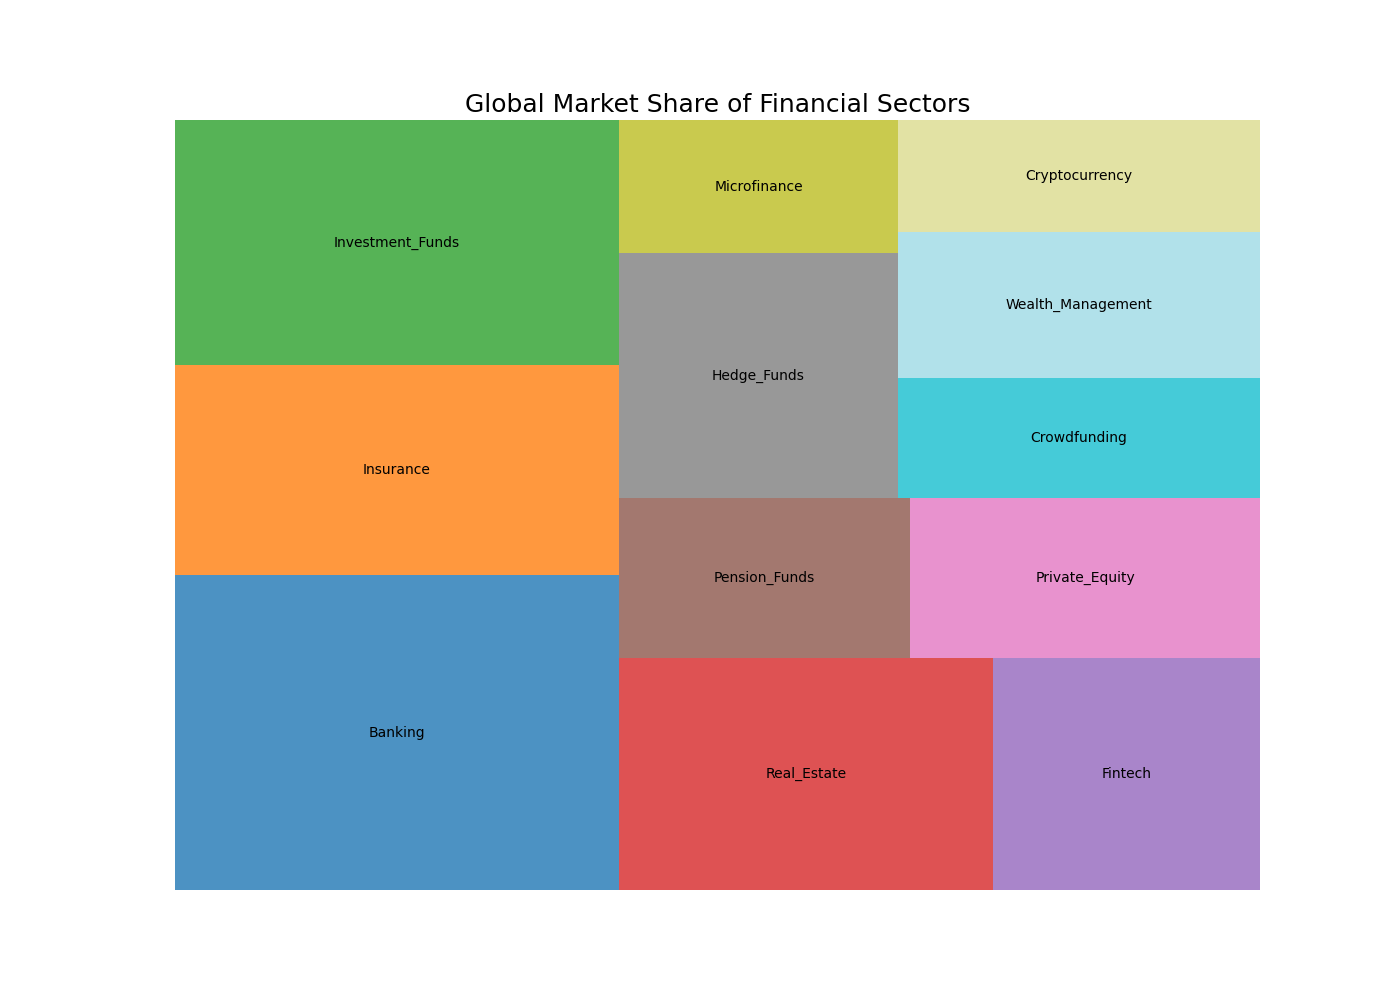 Global Market Share of Financial Sectors
Investment_Funds
Microfinance
Cryptocurrency
Wealth_Management
Hedge_Funds
Crowdfunding
Insurance
Pension_Funds
Private_Equity
Banking
Real_Estate
Fintech